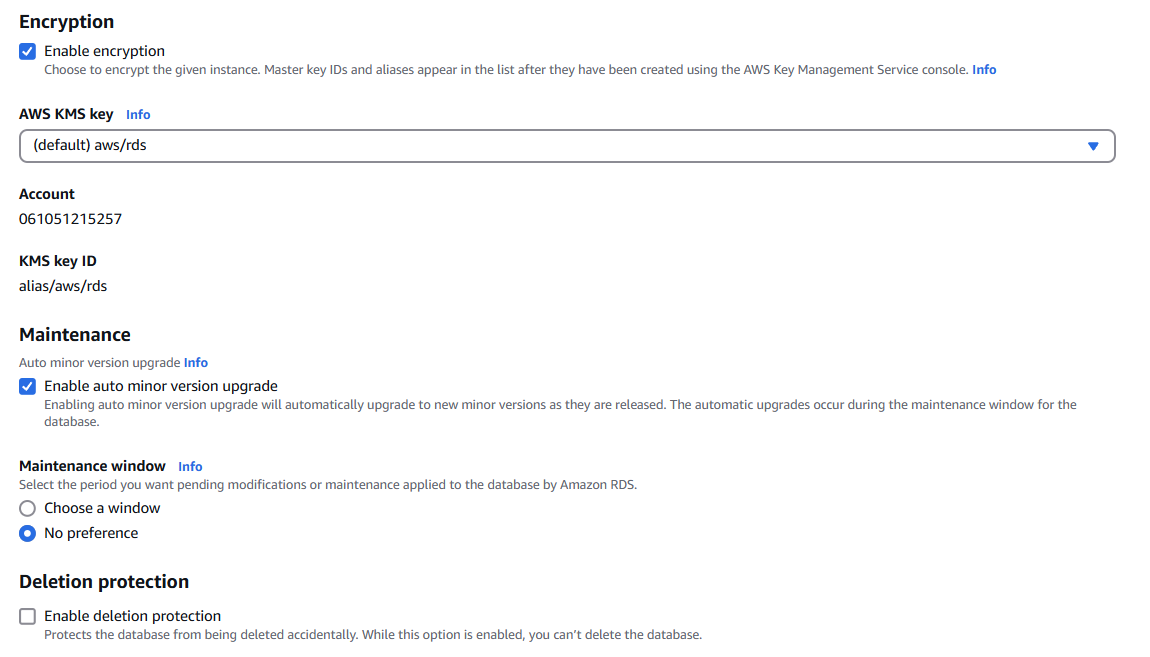 Encryption
Enable encryption
Choose to encrypt the given instance. Master key IDs and aliases appear in the list after they have been created using the AWS Key Management Service console. Info
AWS KMS key Info
(default) aws/rds
Account
061051215257
KMS key ID
alias/aws/rds
Maintenance
Auto minor version upgrade Info
Enable auto minor version upgrade
Enabling auto minor version upgrade will automatically upgrade to new minor versions as they are released. The automatic upgrades occur during the maintenance window for the
database.
Maintenance window Info
Select the period you want pending modifications or maintenance applied to the database by Amazon RDS.
Choose a window
No preference
Deletion protection
Enable deletion protection
Protects the database from being deleted accidentally. While this option is enabled, you can’t delete the database.